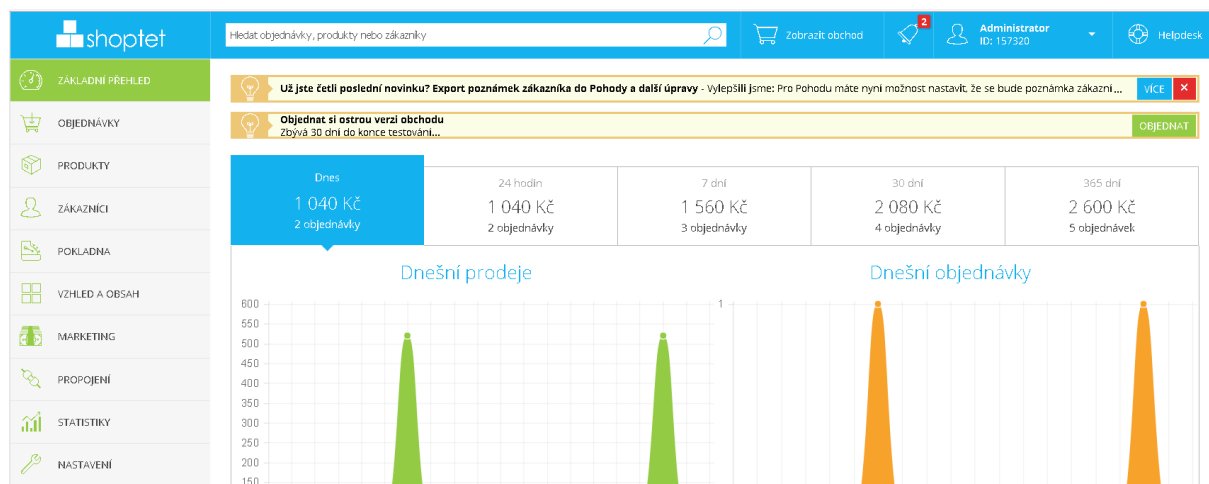 shoptet
Hledat objednávky, produkty nebo zákazníky
Zobrazit obchod
2
Administrator
ID: 157320
Helpdesk
ZÁKLADNÍ PŘEHLED
OBJEDNÁVKY
PRODUKTY
ZÁKAZNÍCI
POKLADNA
VZHLED A OBSAH
MARKETING
PROPOJENÍ
STATISTIKY
NASTAVENÍ
Už jste četli poslední novinku? Export poznámek zákazníka do Pohody a další úpravy - Vylepšili jsme: Pro Pohodu máte nyní možnost nastavit, že se bude poznámka zákazní...
VÍCE
×
Objednat si ostrou verzi obchodu
Zbývá 30 dní do konce testování...
OBJEDNAT
Dnes
1 040 Kč
2 objednávky
24 hodin
1 040 Kč
2 objednávky
7 dní
1 560 Kč
3 objednávky
30 dní
2 080 Kč
4 objednávky
365 dní
2 600 Kč
5 objednávek
Dnešní prodeje
600
550
500
450
400
350
300
250
200
150
Dnešní objednávky
1